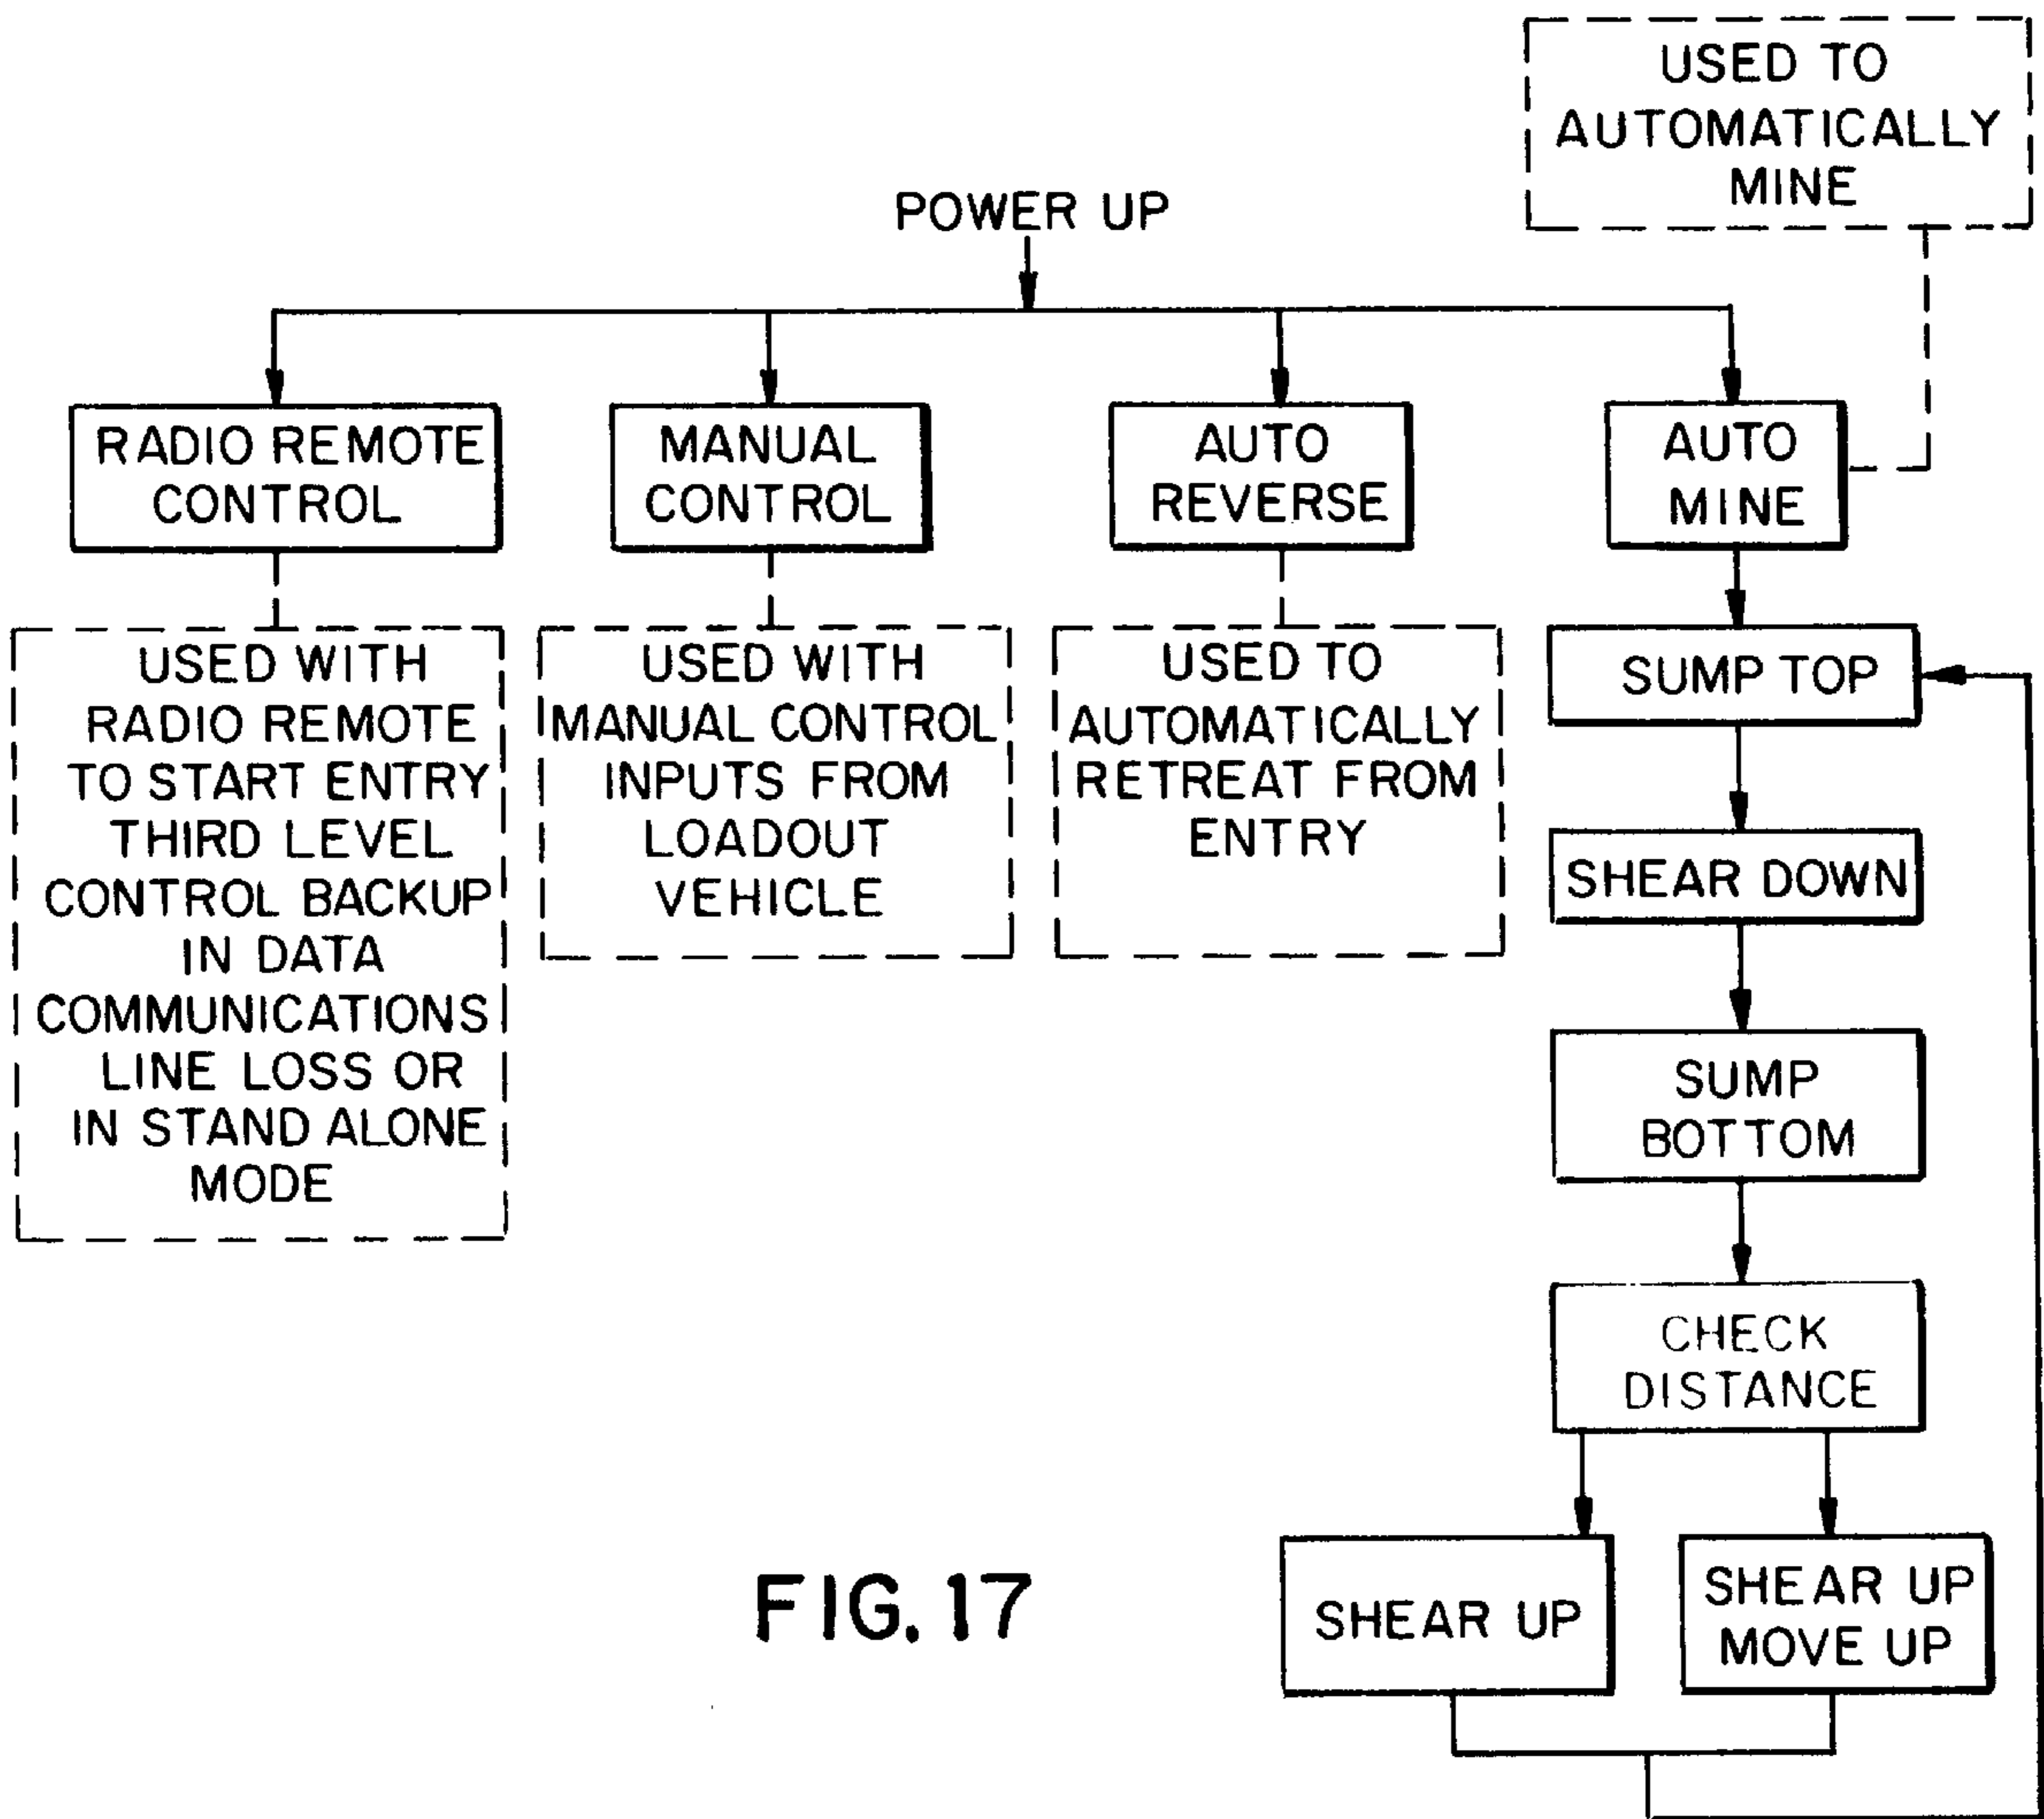 USED TO
AUTOMATICALLY
MINE
POWER UP
RADIO REMOTE
CONTROL
MANUAL
CONTROL
AUTO
REVERSE
AUTO
MINE
USED WITH
RADIO REMOTE
TO START ENTRY
THIRD LEVEL
CONTROL BACKUP
IN DATA
COMMUNICATIONS
LINE LOSS OR
IN STAND ALONE
MODE
USED WITH
MANUAL CONTROL
INPUTS FROM
LOADOUT
VEHICLE
USED TO
AUTOMATICALLY
RETREAT FROM
ENTRY
SUMP TOP
SHEAR DOWN
SUMP
BOTTOM
CHECK
DISTANCE
SHEAR UP
SHEAR UP
MOVE UP
FIG. 17